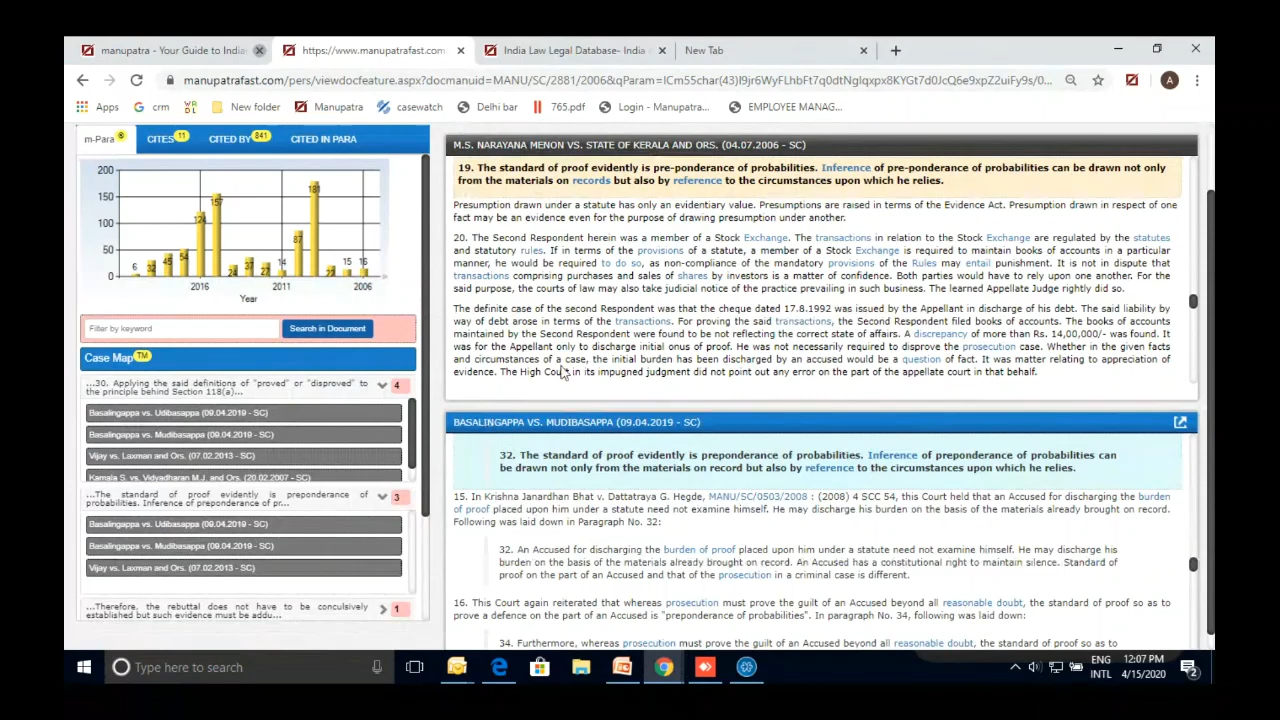 manupatra - Your Guide to India
https://www.manupatrafast.com
India Law Legal Database- India
New Tab
manupatrafast.com/pers/viewdocfeature.aspx?docmanuid=MANU/SC/2881/2006&qParam=
Apps
crm
New folder
Manupatra
casewatch
Delhi bar
765.pdf
Login - Manupatra...
EMPLOYEE MANAG...
m-Para
CITES 11
CITED BY 841
CITED IN PARA
200
150
100
50
0
6
32
45
54
124
157
24
37
27
14
87
181
22
15
16
2016
2011
2006
Year
Filter by keyword
Search in Document
Case Map TM
...30. Applying the said definitions of "proved" or "disproved" to
the principle behind Section 118(a)...
4
Basalingappa vs. Udibasappa (09.04.2019 - SC)
Basalingappa vs. Mudibasappa (09.04.2019 - SC)
Vijay vs. Laxman and Ors. (07.02.2013 - SC)
Kamala S. vs. Vidyadharan M.J. and Ors. (20.02.2007 - SC)
...The standard of proof evidently is preponderance of
probabilities. Inference of preponderance of pr...
3
Basalingappa vs. Udibasappa (09.04.2019 - SC)
Basalingappa vs. Mudibasappa (09.04.2019 - SC)
Vijay vs. Laxman and Ors. (07.02.2013 - SC)
...Therefore, the rebuttal does not have to be conclusively
established but such evidence must be addu...
1
M.S. NARAYANA MENON VS. STATE OF KERALA AND ORS. (04.07.2006 - SC)
19. The standard of proof evidently is pre-ponderance of probabilities. Inference of pre-ponderance of probabilities can be drawn not only
from the materials on records but also by reference to the circumstances upon which he relies.
Presumption drawn under a statute has only an evidentiary value. Presumptions are raised in terms of the Evidence Act. Presumption drawn in respect of one
fact may be an evidence even for the purpose of drawing presumption under another.
20. The Second Respondent herein was a member of a Stock Exchange. The transactions in relation to the Stock Exchange are regulated by the statutes
and statutory rules. If in terms of the provisions of a statute, a member of a Stock Exchange is required to maintain books of accounts in a particular
manner, he would be required to do so, as non-compliance of the mandatory provisions of the Rules may entail punishment. It is not in dispute that
transactions comprising purchases and sales of shares by investors is a matter of confidence. Both parties would have to rely upon one another. For the
said purpose, the courts of law may also take judicial notice of the practice prevailing in such business. The learned Appellate Judge rightly did so.
The definite case of the second Respondent was that the cheque dated 17.8.1992 was issued by the Appellant in discharge of his debt. The said liability by
way of debt arose in terms of the transactions. For proving the said transactions, the Second Respondent filed books of accounts. The books of accounts
maintained by the Second Respondent were found to be not reflecting the correct state of affairs. A discrepancy of more than Rs. 14,00,000/- was found. It
was for the Appellant only to discharge initial onus of proof. He was not necessarily required to disprove the prosecution case. Whether in the given facts
and circumstances of a case, the initial burden has been discharged by an accused would be a question of fact. It was matter relating to appreciation of
evidence. The High Court in its impugned judgment did not point out any error on the part of the appellate court in that behalf.
BASALINGAPPA VS. MUDIBASAPPA (09.04.2019 - SC)
32. The standard of proof evidently is preponderance of probabilities. Inference of preponderance of probabilities can
be drawn not only from the materials on record but also by reference to the circumstances upon which he relies.
15. In Krishna Janardhan Bhat v. Dattatraya G. Hegde, MANU/SC/0503/2008 : (2008) 4 SCC 54, this Court held that an Accused for discharging the burden
of proof placed upon him under a statute need not examine himself. He may discharge his burden on the basis of the materials already brought on record.
Following was laid down in Paragraph No. 32:
32. An Accused for discharging the burden of proof placed upon him under a statute need not examine himself. He may discharge his
burden on the basis of the materials already brought on record. An Accused has a constitutional right to maintain silence. Standard of
proof on the part of an Accused and that of the prosecution in a criminal case is different.
16. This Court again reiterated that whereas prosecution must prove the guilt of an Accused beyond all reasonable doubt, the standard of proof so as to
prove a defence on the part of an Accused is "preponderance of probabilities". In paragraph No. 34, following was laid down:
34. Furthermore, whereas prosecution must prove the guilt of an Accused beyond all reasonable doubt, the standard of proof so as to
Type here to search
ENG
INTL
12:07 PM
4/15/2020
2